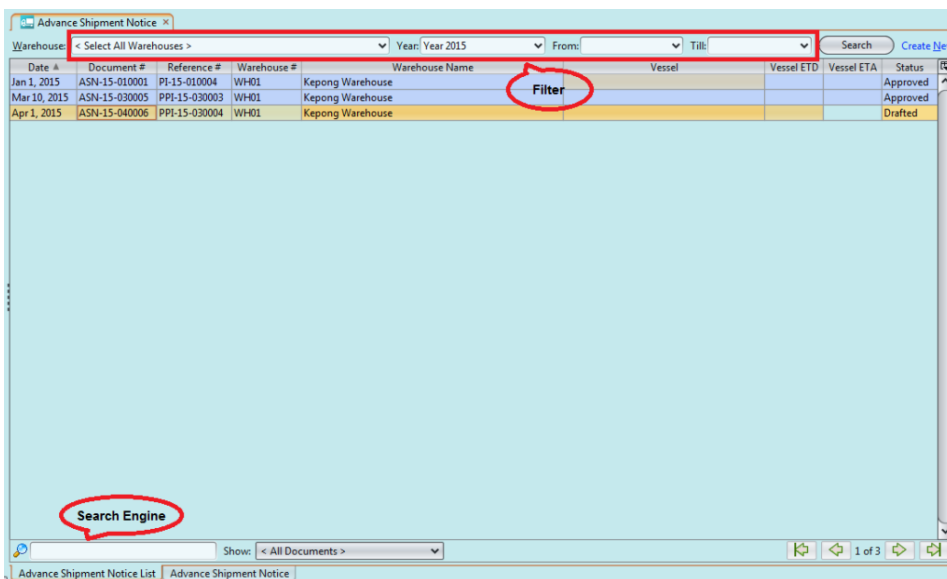 Advance Shipment Notice ×
Warehouse: < Select All Warehouses > Year: Year 2015 From: Till: Search Create Ne
Date Document # Reference # Warehouse # Warehouse Name Vessel Vessel ETD Vessel ETA Status
Jan 1, 2015 ASN-15-010001 PI-15-010004 WH01 Kepong Warehouse Approved
Mar 10, 2015 ASN-15-030005 PPI-15-030003 WH01 Kepong Warehouse Approved
Apr 1, 2015 ASN-15-040006 PPI-15-030004 WH01 Kepong Warehouse Drafted
Filter
Search Engine
Show: < All Documents > 1 of 3
Advance Shipment Notice List Advance Shipment Notice